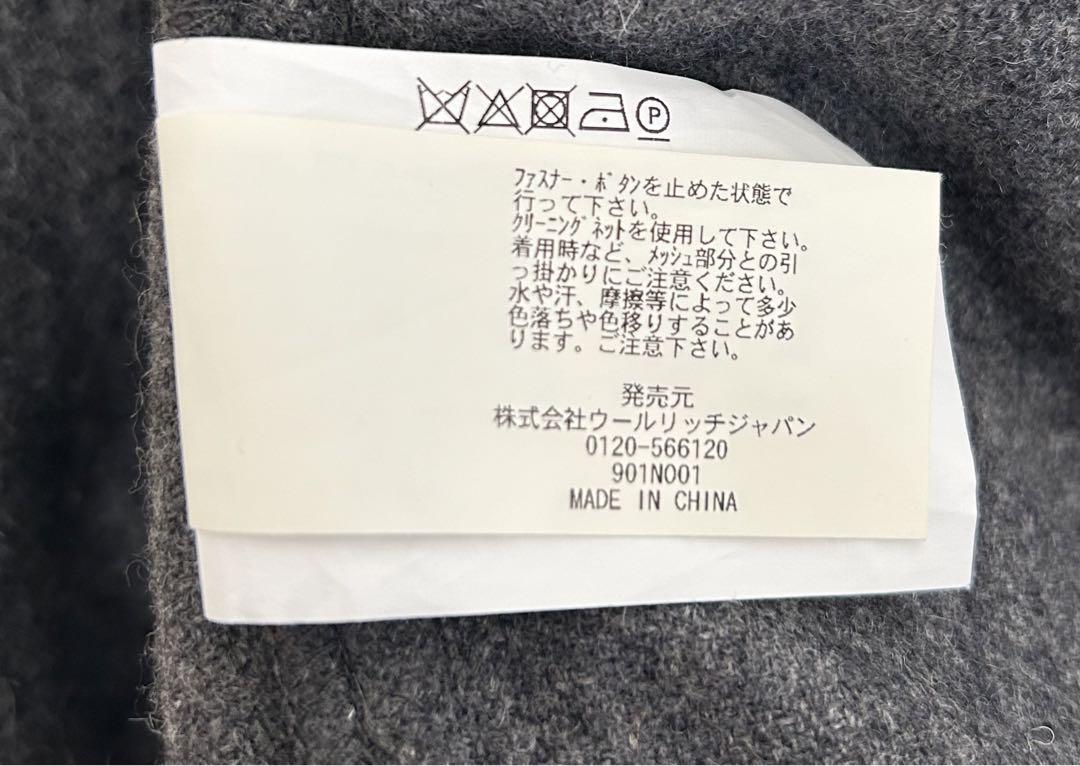 P
ﾌｧｽﾅｰ・ﾎﾞﾀﾝを止めた状態で
行って下さい。
ｸﾘｰﾆﾝｸﾞﾈｯﾄを使用して下さい。
着用時など、ﾒｯｼｭ部分との引
っ掛かりにご注意ください。
水や汗、摩擦等によって多少
色落ちや色移りすることがあ
ります。ご注意下さい。
発売元
株式会社ウールリッチジャパン
0120-566120
901N001
MADE IN CHINA